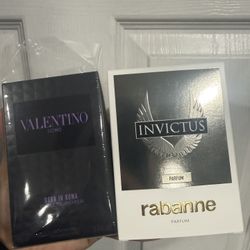 VALENTINO
UOMO
BORN IN ROMA
INVICTUS
PARFUM
rabanne
PARFUM